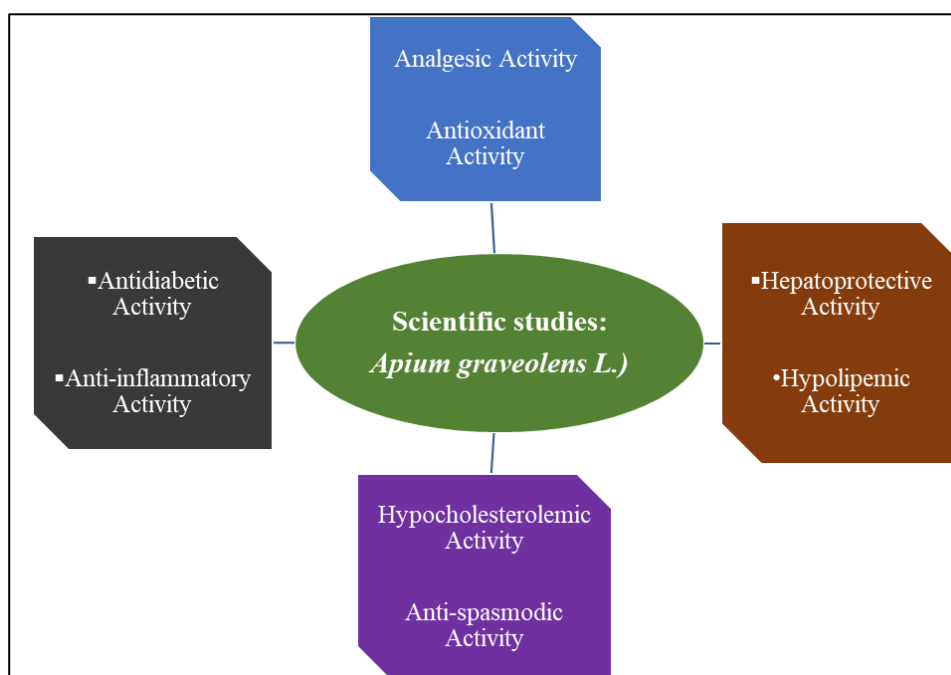 Analgesic Activity
Antioxidant
Activity
▪Antidiabetic
Activity
▪Anti-inflammatory
Activity
Scientific studies:
Apium graveolens L.)
▪Hepatoprotective
Activity
•Hypolipemic
Activity
Hypocholesterolemic
Activity
Anti-spasmodic
Activity